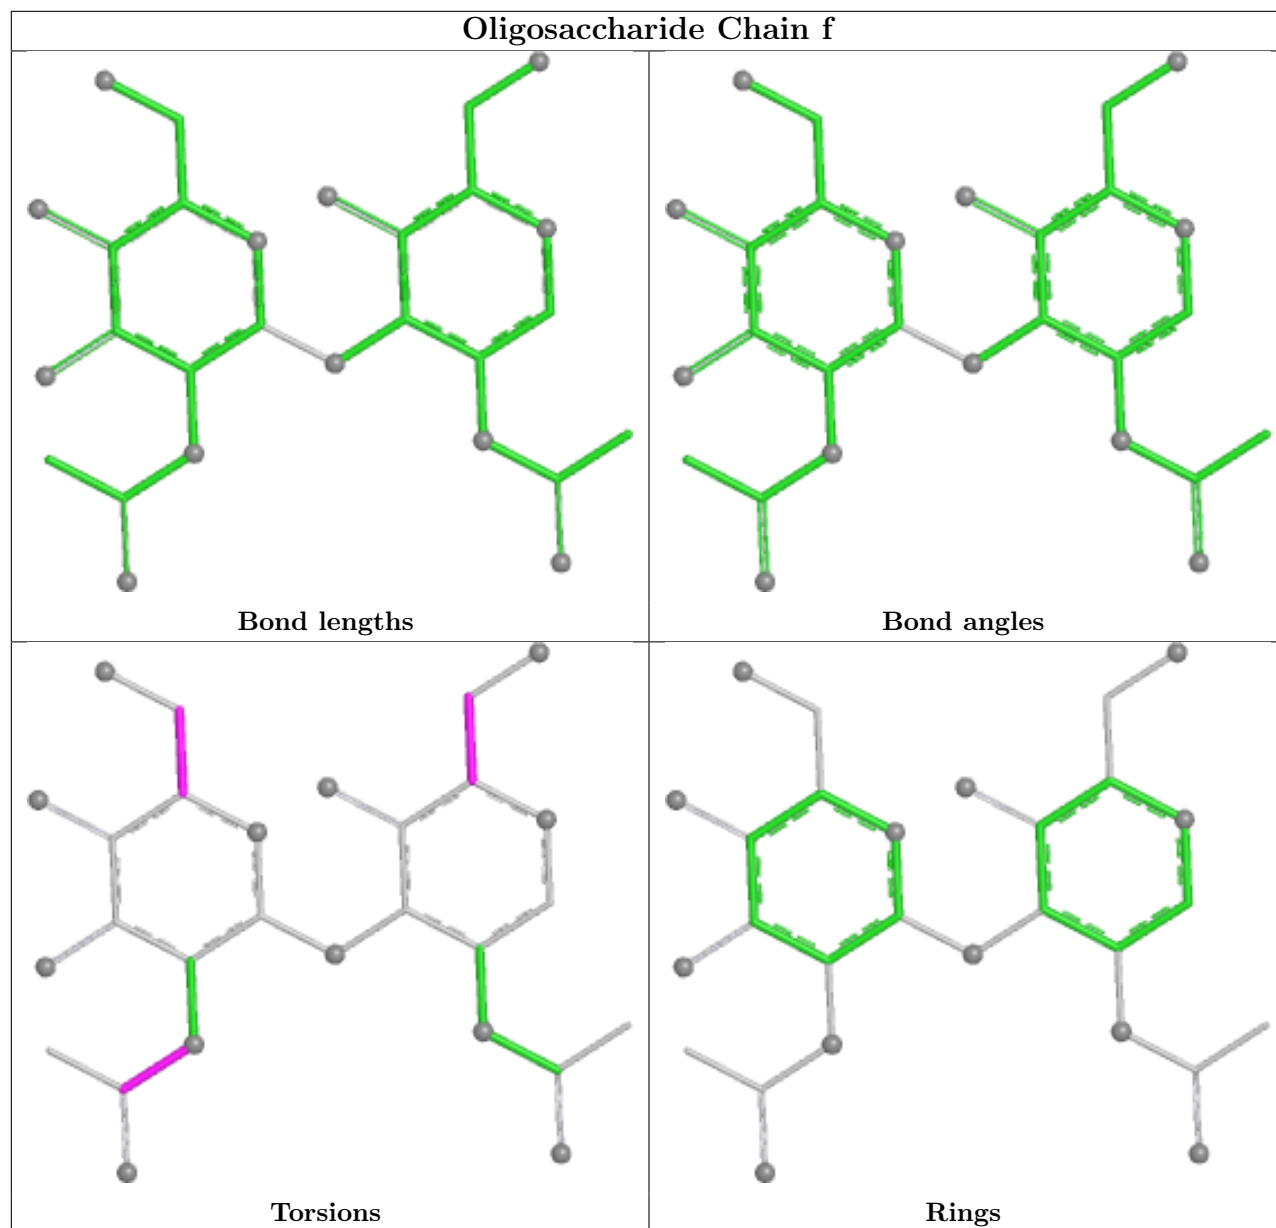 Oligosaccharide Chain f
Bond lengths
Bond angles
Torsions
Rings